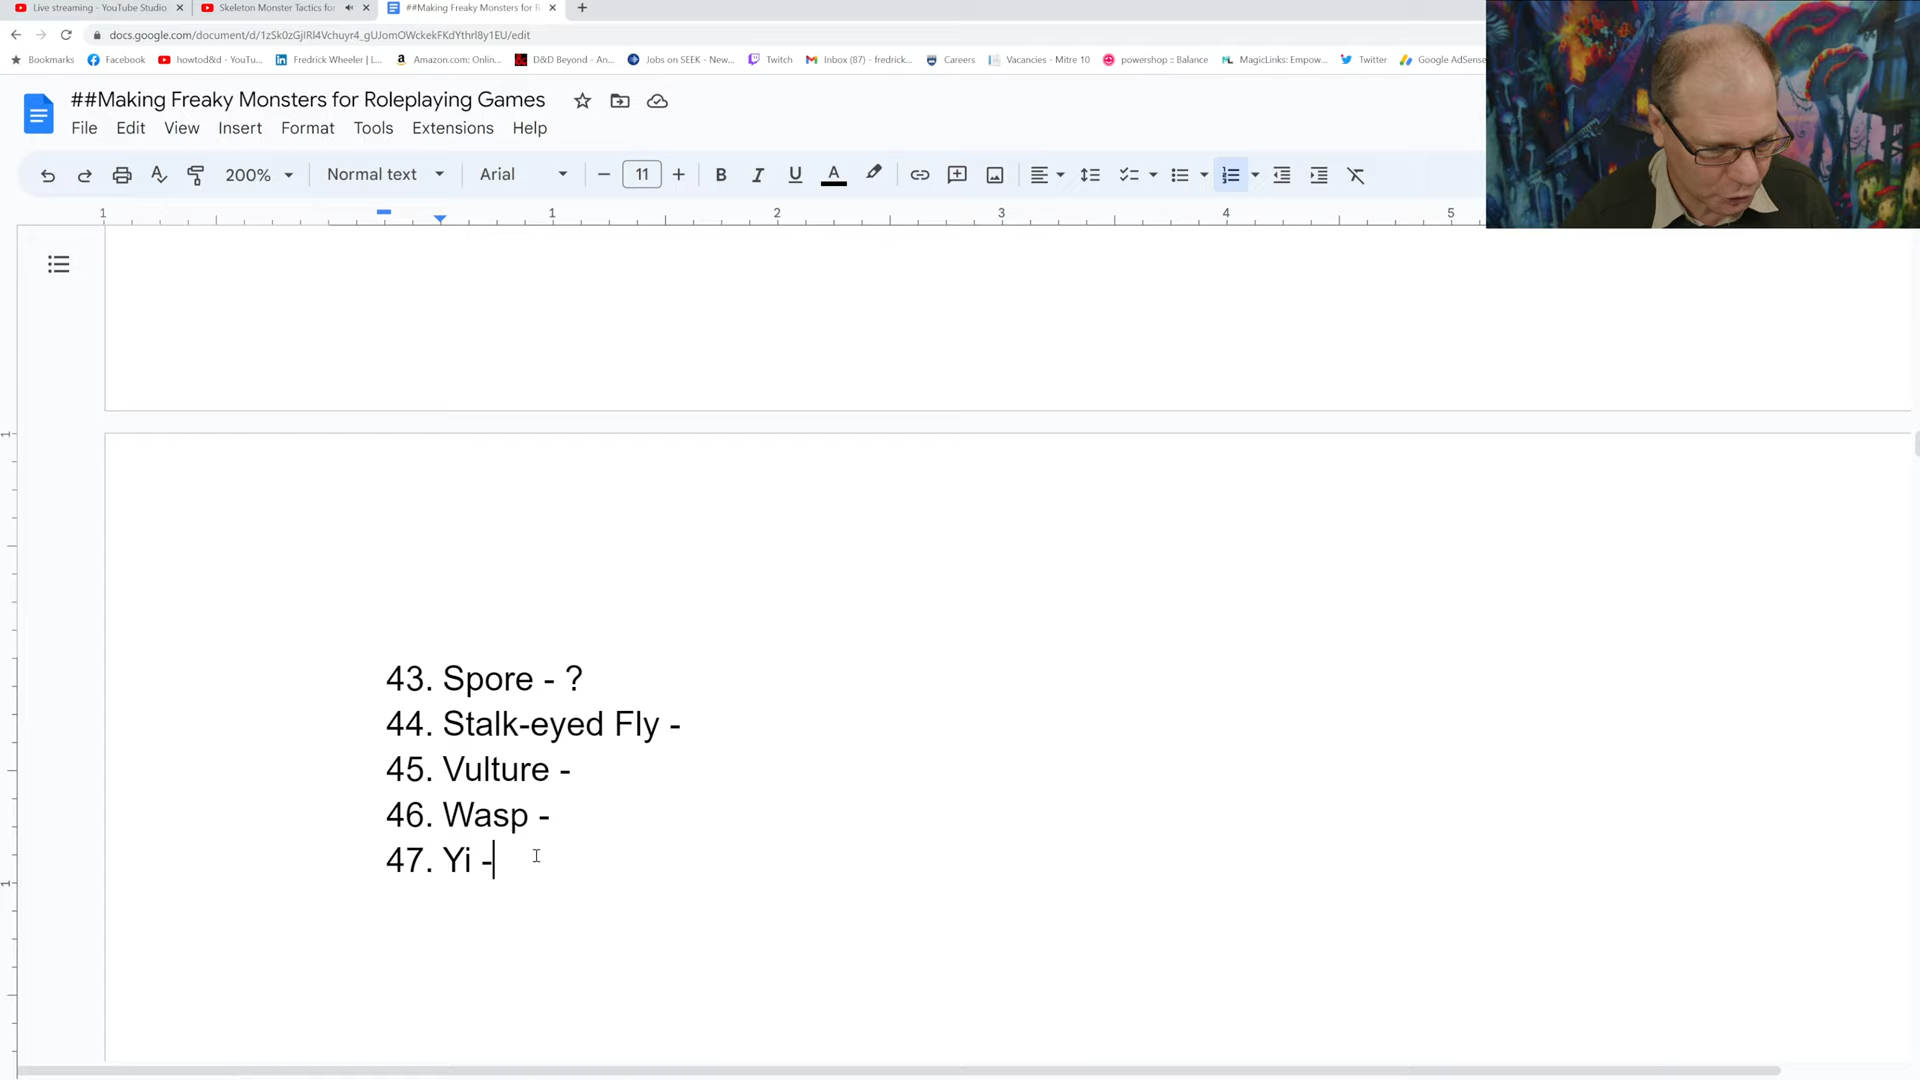 Live streaming - YouTube Studio
Skeleton Monster Tactics for
##Making Freaky Monsters for R
docs.google.com/document/d/1zSk0zGjlRl4Vchuyr4_gUJomOWckekFKdYthrl8y1EU/edit
Bookmarks Facebook howtod&d - YouTu... Fredrick Wheeler | L... Amazon.com: Onlin... D&D Beyond - An... Jobs on SEEK - New... Twitch Inbox (87) - fredrick... Careers Vacancies - Mitre 10 powershop :: Balance MagicLinks: Empow... Twitter Google AdSense
##Making Freaky Monsters for Roleplaying Games
File Edit View Insert Format Tools Extensions Help
200% Normal text Arial 11 B I U A
1 1 2 3 4 5
1
43. Spore - ?
44. Stalk-eyed Fly -
45. Vulture -
46. Wasp -
47. Yi -
1